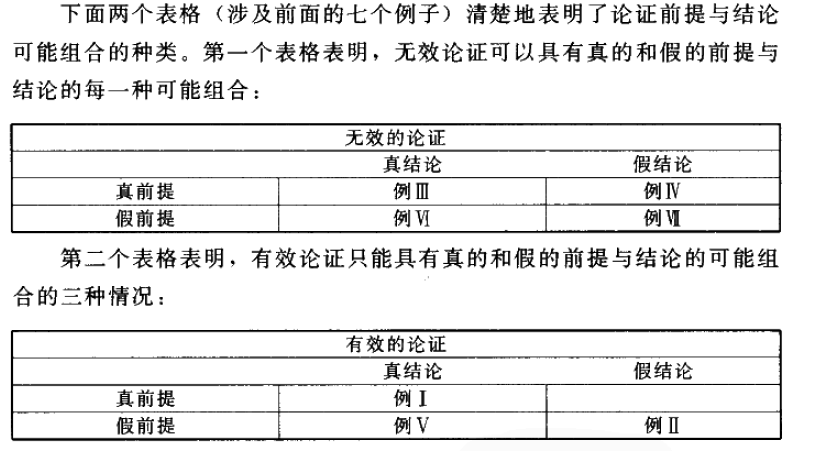 下面两个表格（涉及前面的七个例子）清楚地表明了论证前提与结论
可能组合的种类。第一个表格表明，无效论证可以具有真的和假的前提与
结论的每一种可能组合：
无效的论证
真结论 假结论
真前提 例Ⅲ 例Ⅳ
假前提 例Ⅵ 例Ⅶ
第二个表格表明，有效论证只能具有真的和假的前提与结论的可能组
合的三种情况：
有效的论证
真结论 假结论
真前提 例Ⅰ
假前提 例Ⅴ 例Ⅱ